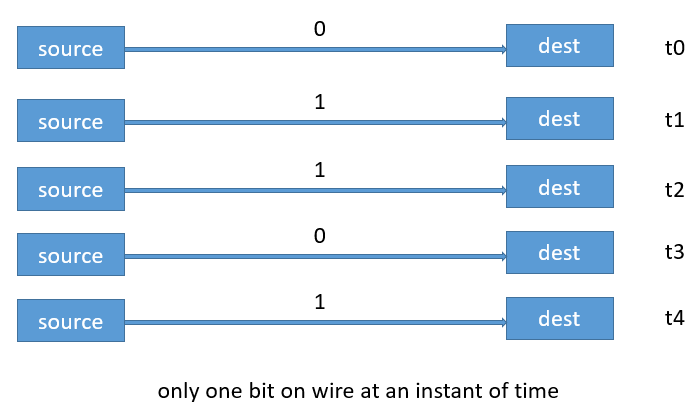 0
source dest t0
1
source dest t1
1
source dest t2
0
source dest t3
1
source dest t4
only one bit on wire at an instant of time